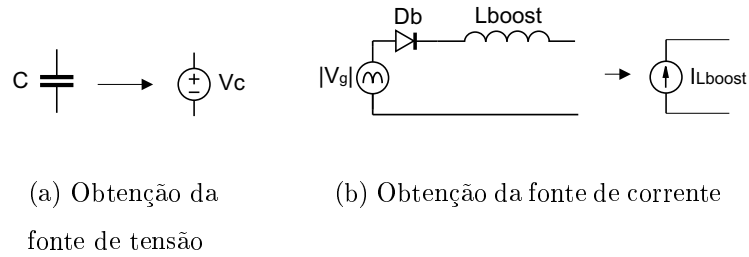 Db
Lboost
C
Vc
|Vg|
ILboost
(a) Obtenção da
fonte de tensão
(b) Obtenção da fonte de corrente